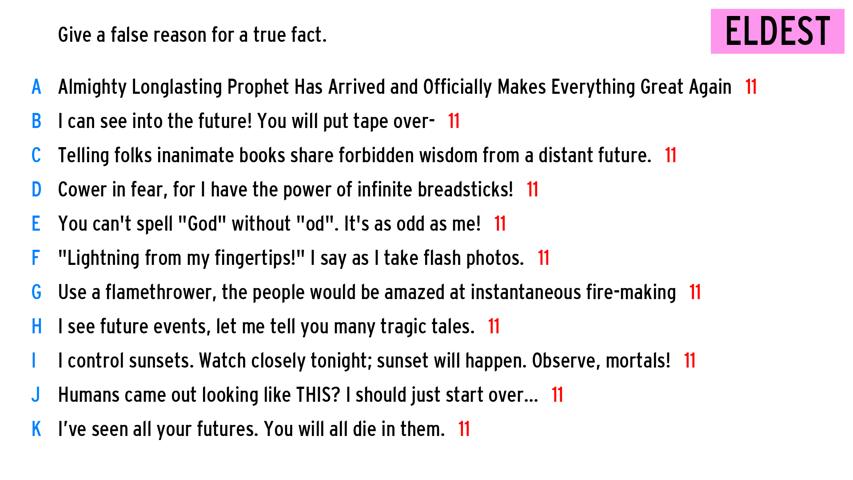 Give a false reason for a true fact.
ELDEST
A Almighty Longlasting Prophet Has Arrived and Officially Makes Everything Great Again 11
B I can see into the future! You will put tape over- 11
C Telling folks inanimate books share forbidden wisdom from a distant future. 11
D Cower in fear, for I have the power of infinite breadsticks! 11
E You can't spell "God" without "od". It's as odd as me! 11
F "Lightning from my fingertips!" I say as I take flash photos. 11
G Use a flamethrower, the people would be amazed at instantaneous fire-making 11
H I see future events, let me tell you many tragic tales. 11
I I control sunsets. Watch closely tonight; sunset will happen. Observe, mortals! 11
J Humans came out looking like THIS? I should just start over... 11
K I've seen all your futures. You will all die in them. 11